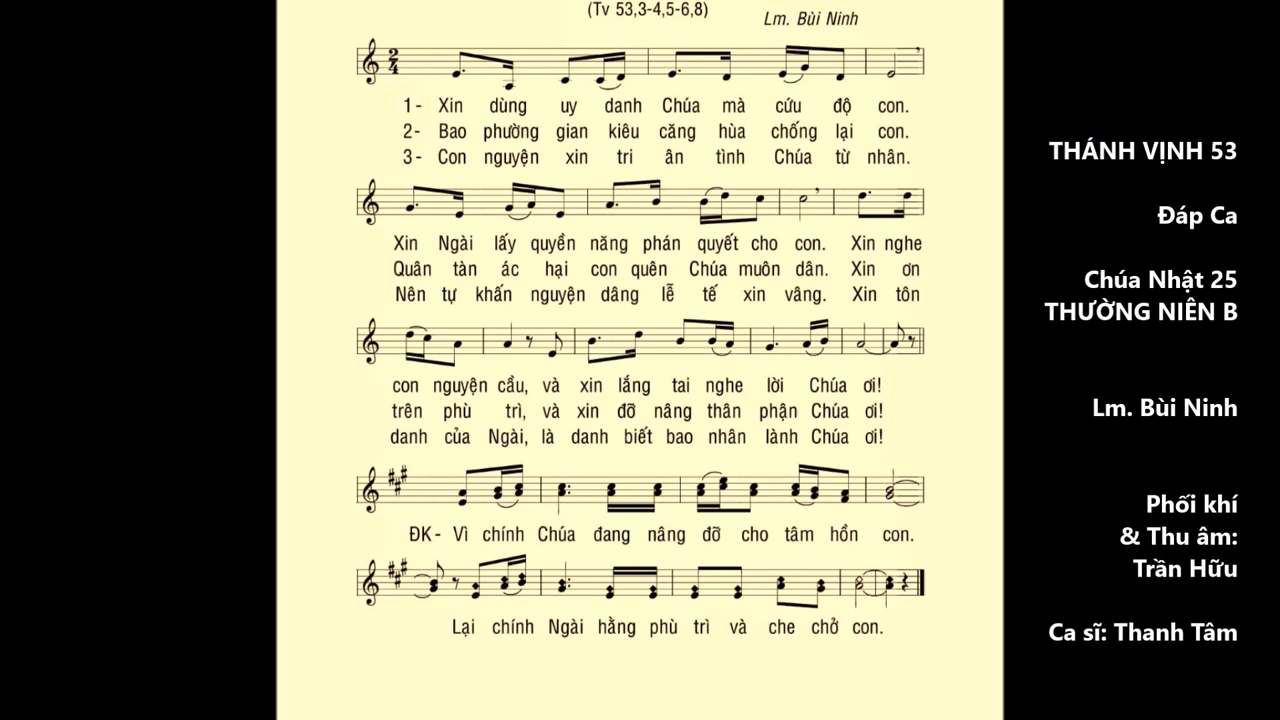 (Tv 53,3-4,5-6,8)
Lm. Bùi Ninh
2
4
1- Xin dùng uy danh Chúa mà cứu độ con.
2- Bao phường gian kiêu căng hùa chống lại con.
3- Con nguyện xin tri ân tình Chúa từ nhân.
Xin Ngài lấy quyền năng phán quyết cho con. Xin nghe
Quân tàn ác hại con quên Chúa muôn dân. Xin ơn
Nên tự khấn nguyện dâng lễ tế xin vâng. Xin tôn
con nguyện cầu, và xin lắng tai nghe lời Chúa ơi!
trên phù trì, và xin đỡ nâng thân phận Chúa ơi!
danh của Ngài, là danh biết bao nhân lành Chúa ơi!
ĐK- Vì chính Chúa đang nâng đỡ cho tâm hồn con.
Lại chính Ngài hằng phù trì và che chở con.
THÁNH VỊNH 53
Đáp Ca
Chúa Nhật 25
THƯỜNG NIÊN B
Lm. Bùi Ninh
Phối khí
& Thu âm:
Trần Hữu
Ca sĩ: Thanh Tâm